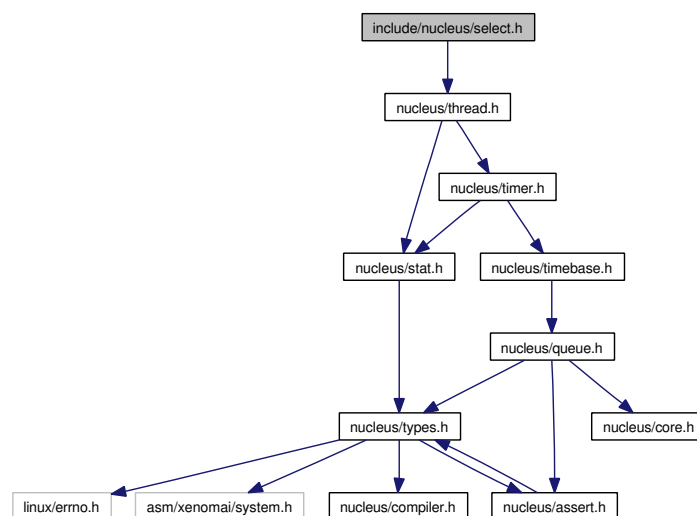 include/nucleus/select.h
nucleus/thread.h
nucleus/timer.h
nucleus/stat.h
nucleus/timebase.h
nucleus/queue.h
nucleus/types.h
nucleus/core.h
linux/errno.h
asm/xenomai/system.h
nucleus/compiler.h
nucleus/assert.h